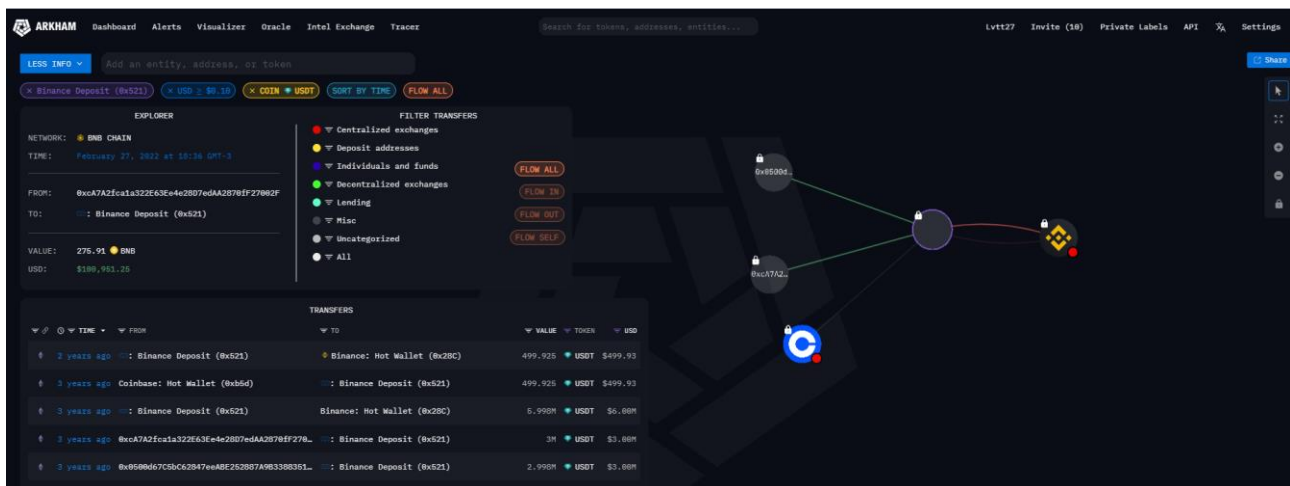 ARKHAM Dashboard Alerts Visualizer Oracle Intel Exchange Tracer Search for tokens, addresses, entities... Lvtt27 Invite (10) Private Labels API Settings
LESS INFO Add an entity, address, or token Share
× Binance Deposit (0x521) × USD ≥ $0.10 × COIN USDT SORT BY TIME FLOW ALL
EXPLORER
NETWORK: BNB CHAIN
TIME: February 27, 2022 at 18:36 GMT-3
FROM: 0xcA7A2fca1a322E63Ee4e28D7edAA2870fF27002F
TO: : Binance Deposit (0x521)
VALUE: 275.91 BNB
USD: $100,951.25
FILTER TRANSFERS
Centralized exchanges
Deposit addresses
Individuals and funds
Decentralized exchanges
Lending
Misc
Uncategorized
All
FLOW ALL
FLOW IN
FLOW OUT
FLOW SELF
0x0500d…
0xcA7A2…
TRANSFERS
TIME FROM TO VALUE TOKEN USD
2 years ago : Binance Deposit (0x521) Binance: Hot Wallet (0x28C) 499.925 USDT $499.93
3 years ago Coinbase: Hot Wallet (0xb5d) : Binance Deposit (0x521) 499.925 USDT $499.93
3 years ago : Binance Deposit (0x521) Binance: Hot Wallet (0x28C) 5.998M USDT $6.00M
3 years ago 0xcA7A2fca1a322E63Ee4e28D7edAA2870fF270… : Binance Deposit (0x521) 3M USDT $3.00M
3 years ago 0x0500d67C5bC62847eeABE252887A9B3388351… : Binance Deposit (0x521) 2.998M USDT $3.00M